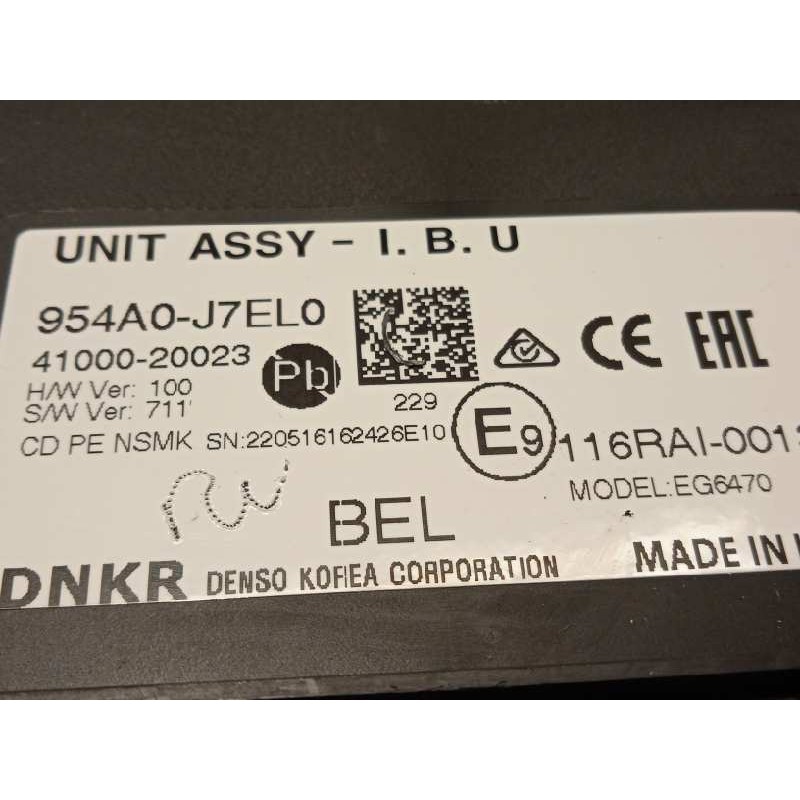 UNIT ASSY - I. B. U
954A0-J7EL0
41000-20023
Pb
H/W Ver: 100
S/W Ver: 711
229
CD PE NSMK SN:220516162426E10
E9
116RAI-001
MODEL:EG6470
BEL
DNKR DENSO KOREA CORPORATION
MADE IN
CE
EAC